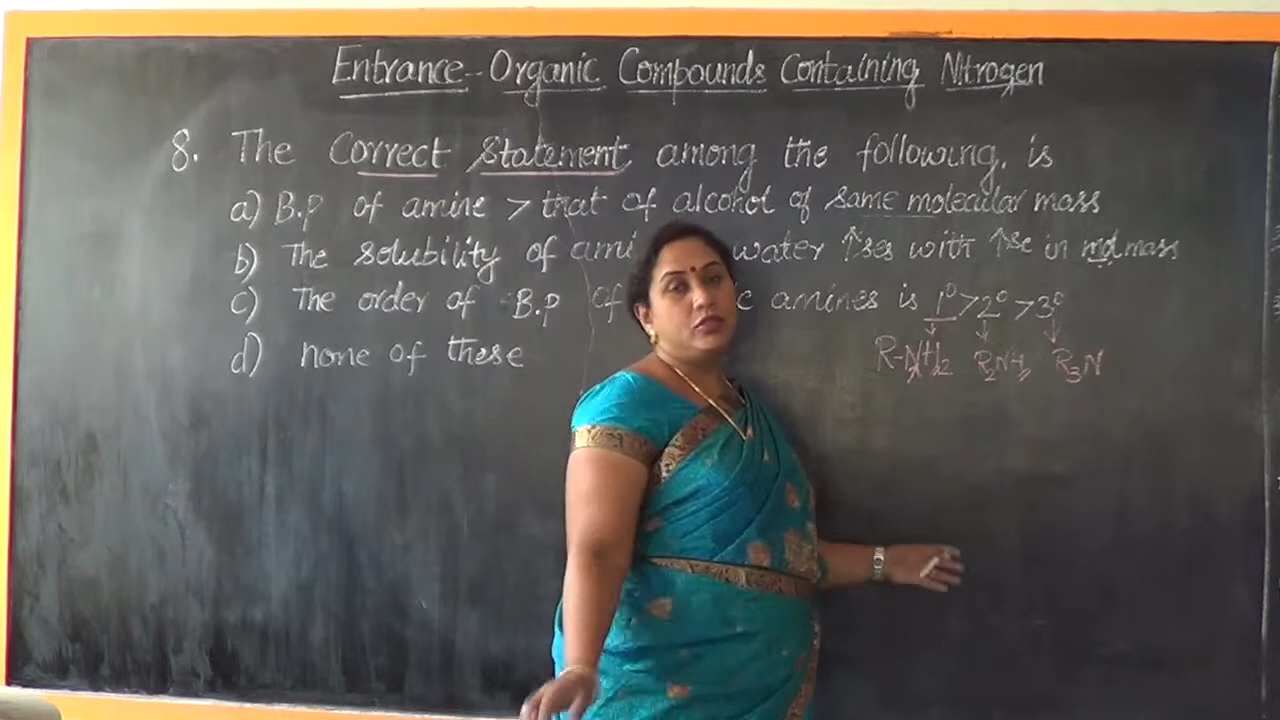 Entrance - Organic Compounds Containing Nitrogen
8. The Correct Statement among the following, is
a) B.p of amine > that of alcohol of same molecular mass
b) The solubility of ami water ↑ses with ↑se in mol mass
c) The order of B.p of c amines is 1° > 2° > 3°
R-NH2 R2NH R3N
d) none of these